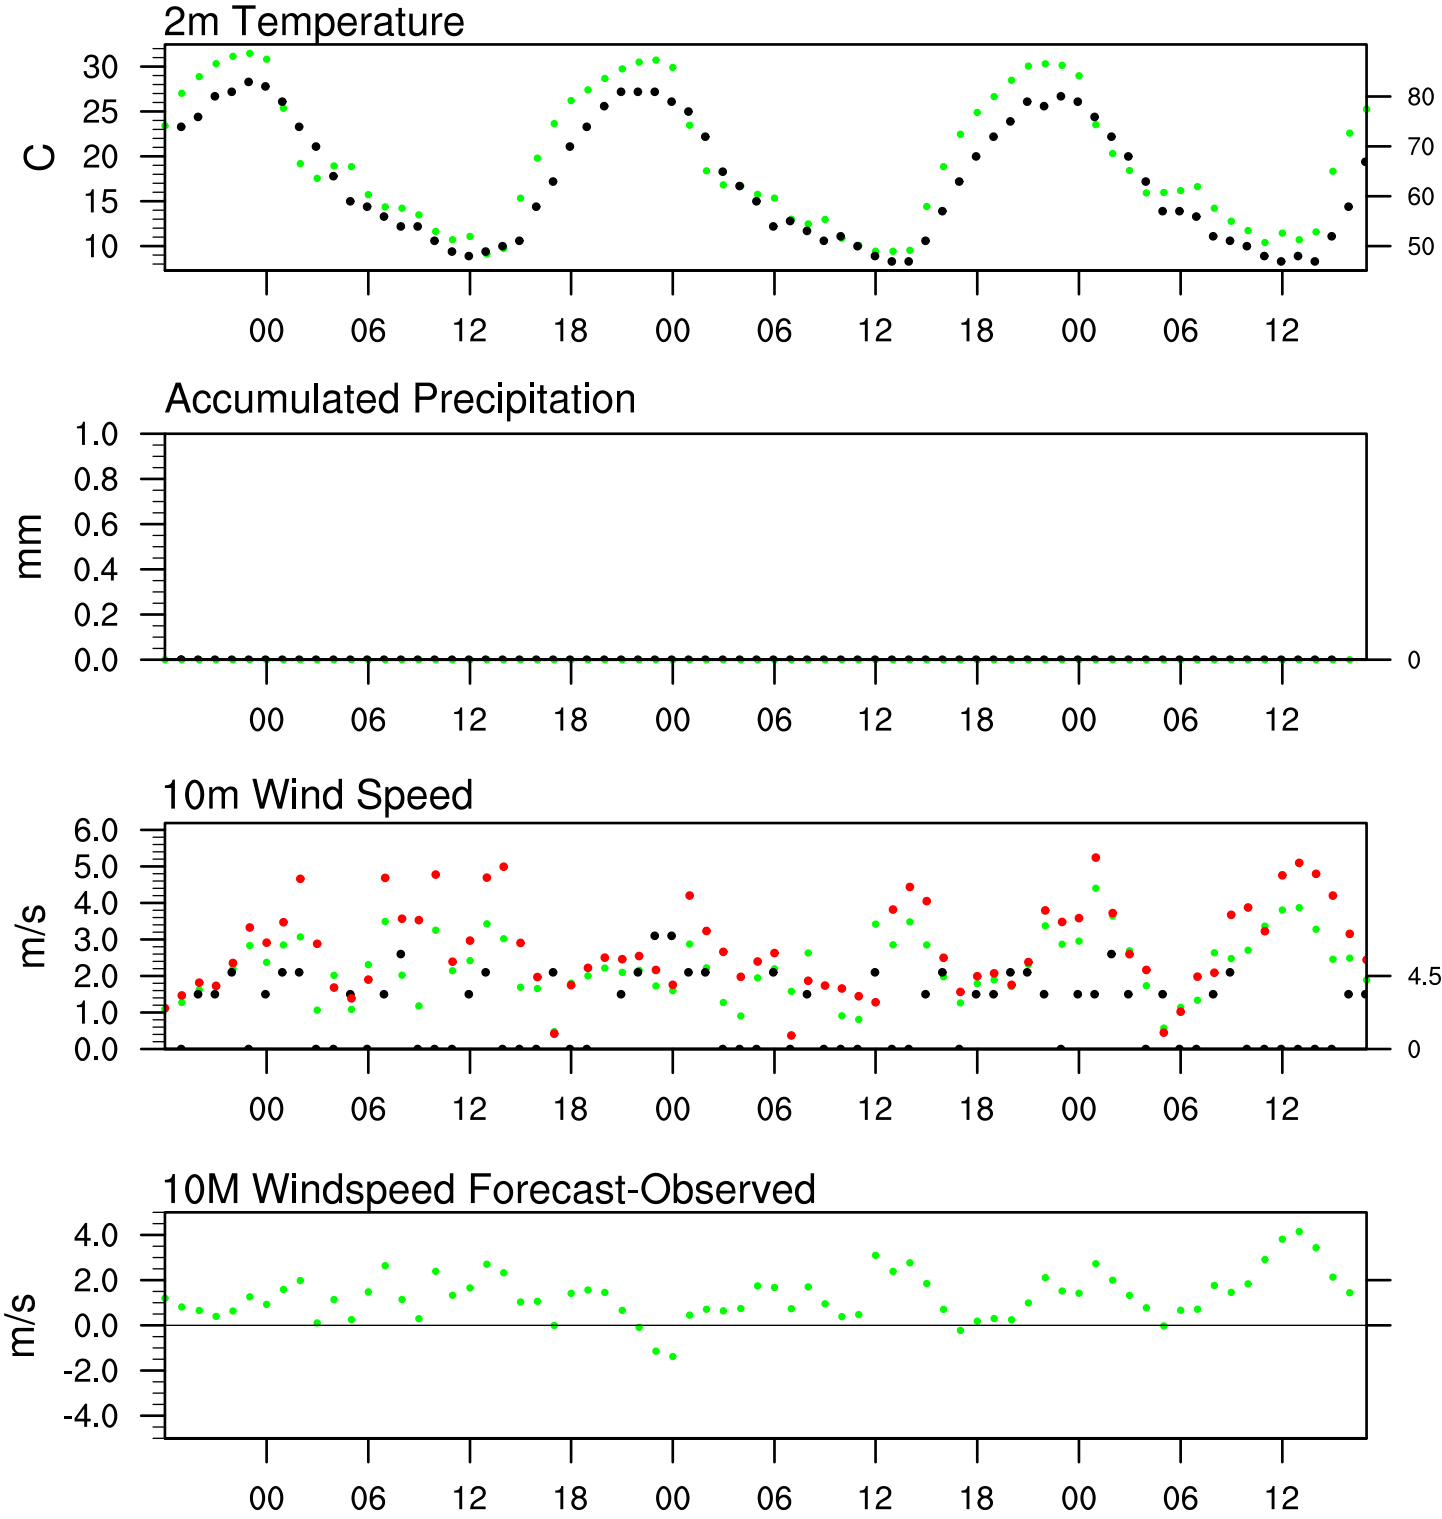 2m Temperature
30
25
20
15
10
C
80
70
60
50
00 06 12 18 00 06 12 18 00 06 12
Accumulated Precipitation
1.0
0.8
0.6
0.4
0.2
0.0
mm
0
00 06 12 18 00 06 12 18 00 06 12
10m Wind Speed
6.0
5.0
4.0
3.0
2.0
1.0
0.0
m/s
4.5
0
00 06 12 18 00 06 12 18 00 06 12
10M Windspeed Forecast-Observed
4.0
2.0
0.0
-2.0
-4.0
m/s
00 06 12 18 00 06 12 18 00 06 12